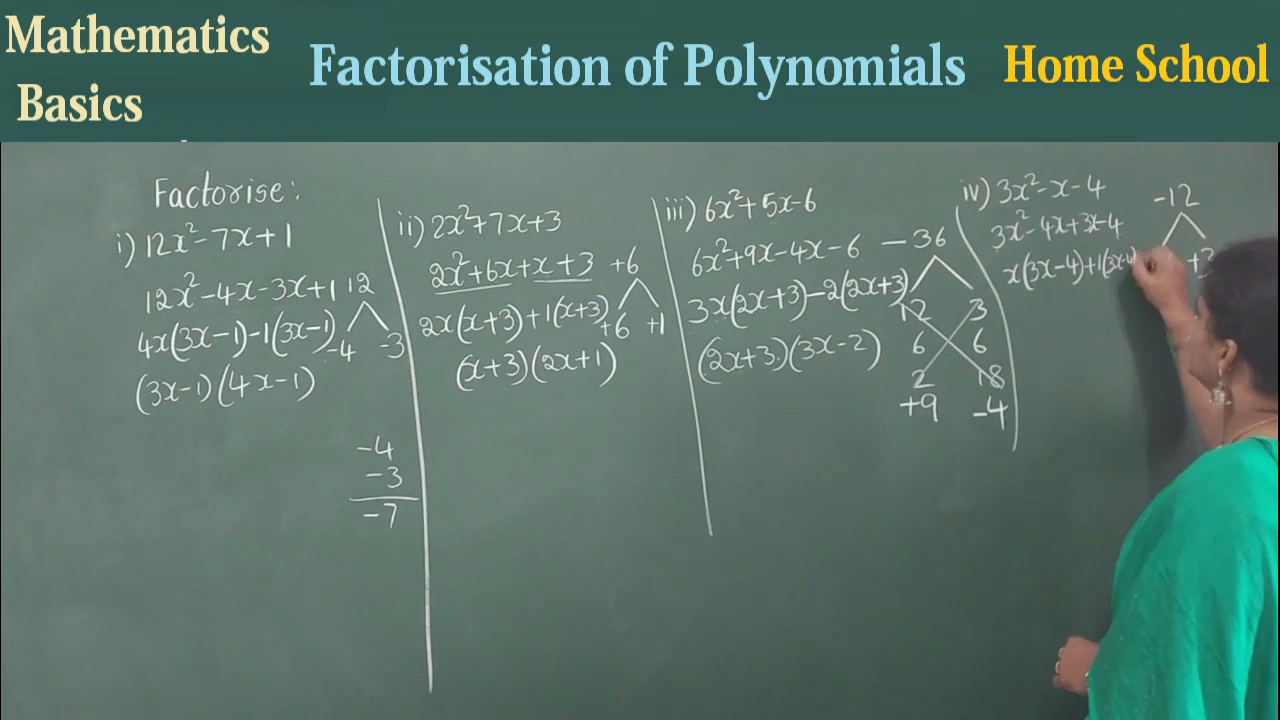 Mathematics
Basics
Factorisation of Polynomials
Home School
Factorise:
i) 12x² - 7x + 1
12x² - 4x - 3x + 1
12
4x(3x-1) - 1(3x-1)
-4 -3
(3x-1)(4x-1)
-4
-3
-7
ii) 2x² + 7x + 3
2x² + 6x + x + 3
+6
2x(x+3) + 1(x+3)
+6 +1
(x+3)(2x+1)
iii) 6x² + 5x - 6
6x² + 9x - 4x - 6
-36
3x(2x+3) - 2(2x+3)
12 3
(2x+3)(3x-2)
6 6
2 18
+9 -4
iv) 3x² - x - 4
-12
3x² - 4x + 3x - 4
x(3x-4) + 1(3x